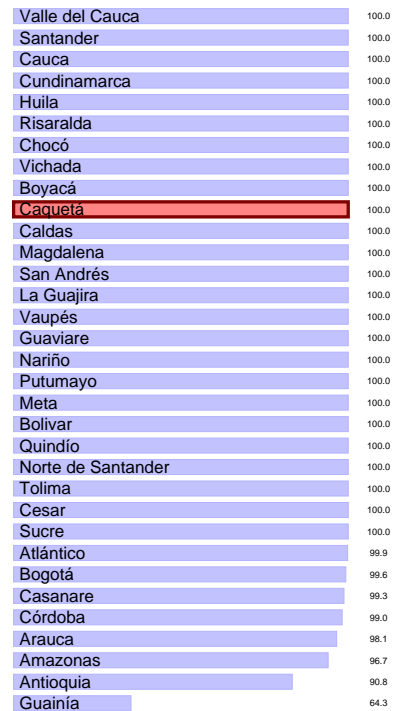 Valle del Cauca 100.0
Santander 100.0
Cauca 100.0
Cundinamarca 100.0
Huila 100.0
Risaralda 100.0
Chocó 100.0
Vichada 100.0
Boyacá 100.0
Caquetá 100.0
Caldas 100.0
Magdalena 100.0
San Andrés 100.0
La Guajira 100.0
Vaupés 100.0
Guaviare 100.0
Nariño 100.0
Putumayo 100.0
Meta 100.0
Bolivar 100.0
Quindío 100.0
Norte de Santander 100.0
Tolima 100.0
Cesar 100.0
Sucre 100.0
Atlántico 99.9
Bogotá 99.6
Casanare 99.3
Córdoba 99.0
Arauca 98.1
Amazonas 96.7
Antioquia 90.8
Guainía 64.3